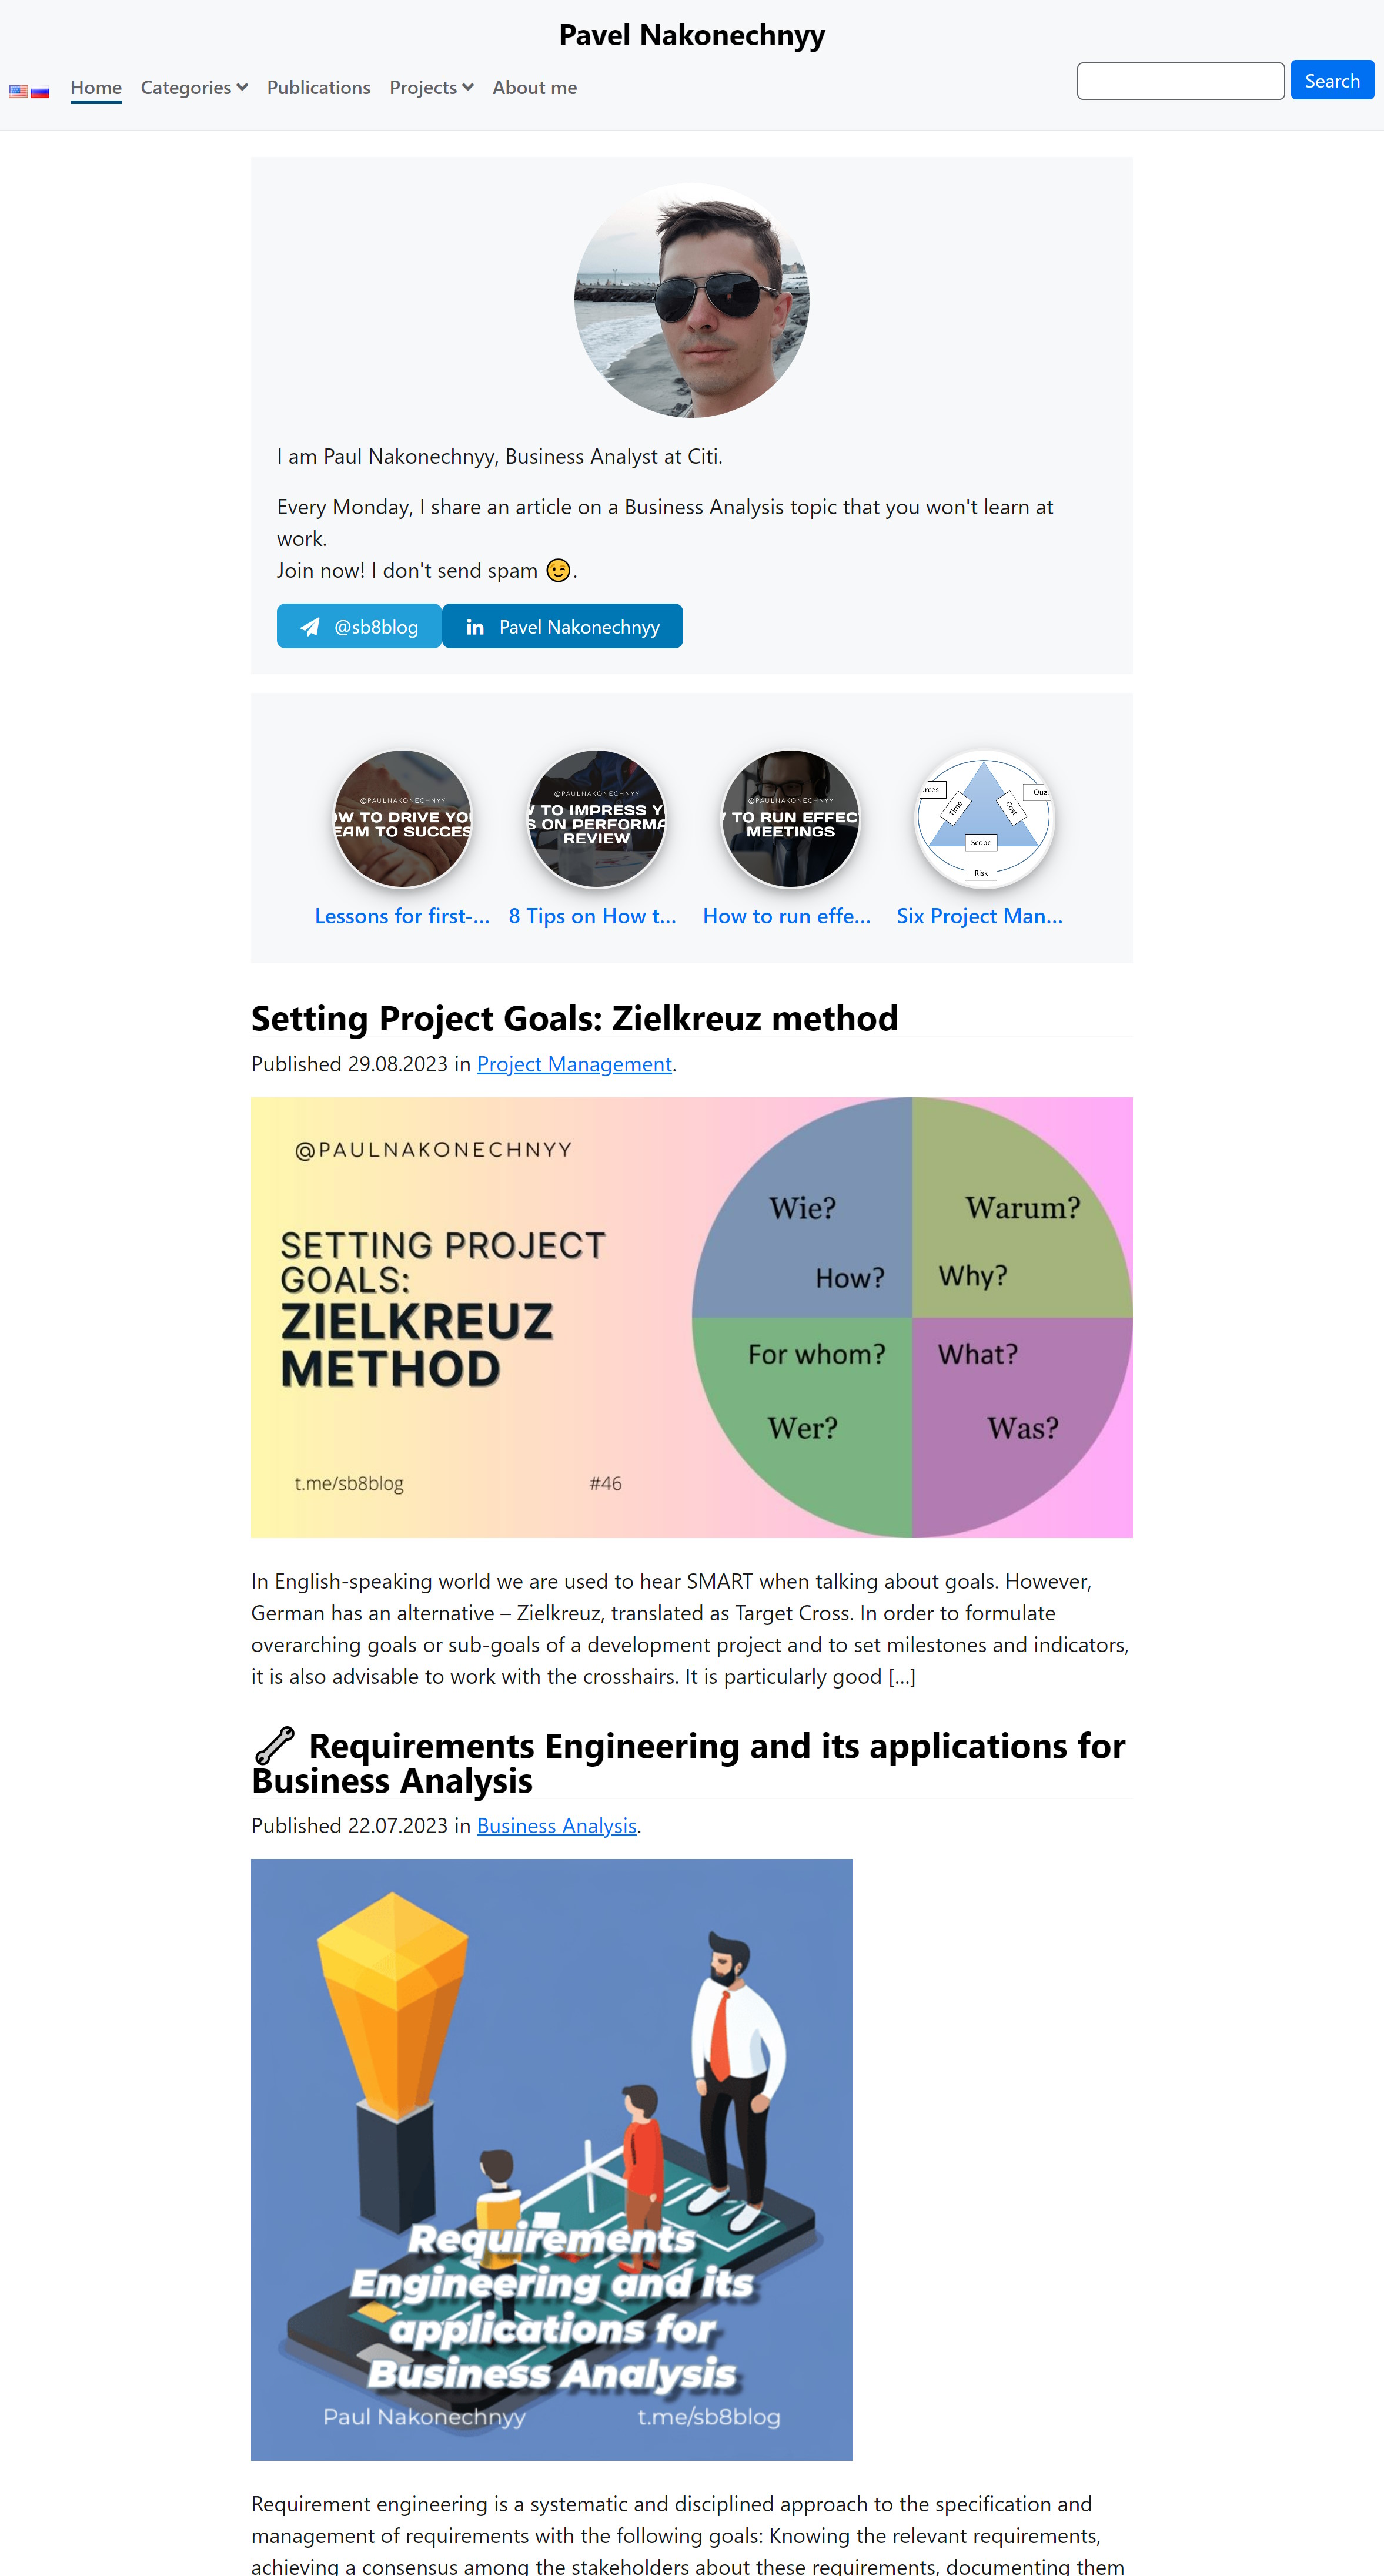 Pavel Nakonechnyy
Home Categories Publications Projects About me
Search
I am Paul Nakonechnyy, Business Analyst at Citi.
Every Monday, I share an article on a Business Analysis topic that you won't learn at
work.
Join now! I don't send spam 😉.
@sb8blog
Pavel Nakonechnyy
@PAULNAKONECHNYY
OW TO DRIVE YOU
EAM TO SUCCES
@PAULNAKONECHNYY
TO IMPRESS Y
S ON PERFORMA
REVIEW
@PAULNAKONECHNYY
TO RUN EFFEC
MEETINGS
urces
Qua
Time
Cost
Scope
Risk
Lessons for first-...
8 Tips on How t...
How to run effe...
Six Project Man...
Setting Project Goals: Zielkreuz method
Published 29.08.2023 in Project Management.
@PAULNAKONECHNYY
SETTING PROJECT
GOALS:
ZIELKREUZ
METHOD
t.me/sb8blog
#46
Wie?
Warum?
How?
Why?
For whom?
What?
Wer?
Was?
In English-speaking world we are used to hear SMART when talking about goals. However,
German has an alternative – Zielkreuz, translated as Target Cross. In order to formulate
overarching goals or sub-goals of a development project and to set milestones and indicators,
it is also advisable to work with the crosshairs. It is particularly good [...]
🔧 Requirements Engineering and its applications for
Business Analysis
Published 22.07.2023 in Business Analysis.
Requirements
Engineering and its
applications for
Business Analysis
Paul Nakonechnyy
t.me/sb8blog
Requirement engineering is a systematic and disciplined approach to the specification and
management of requirements with the following goals: Knowing the relevant requirements,
achieving a consensus among the stakeholders about these requirements, documenting them